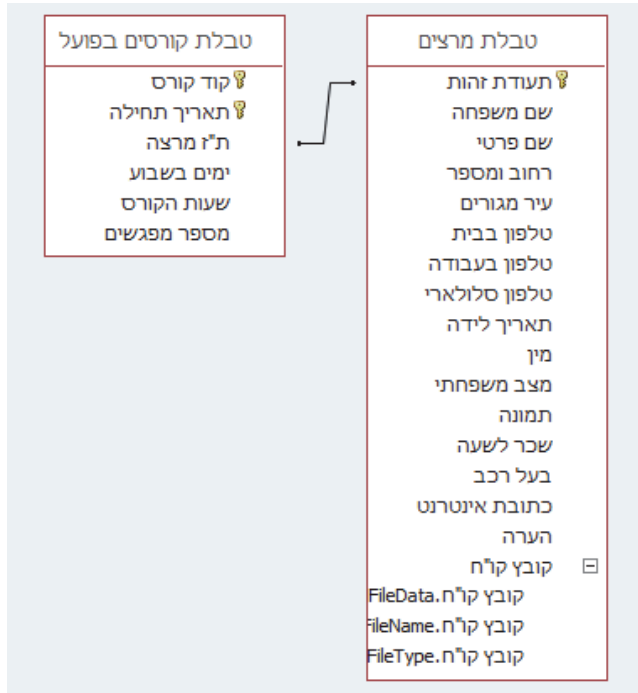 טבלת מרצים
תעודת זהות
שם משפחה
שם פרטי
רחוב ומספר
עיר מגורים
טלפון בבית
טלפון בעבודה
טלפון סלולארי
תאריך לידה
מין
מצב משפחתי
תמונה
שכר לשעה
בעל רכב
כתובת אינטרנט
הערה
קובץ קו"ח
קובץ קו"ח.FileData
קובץ קו"ח.FileName
קובץ קו"ח.FileType
טבלת קורסים בפועל
קוד קורס
תאריך תחילה
ת"ז מרצה
ימים בשבוע
שעות הקורס
מספר מפגשים